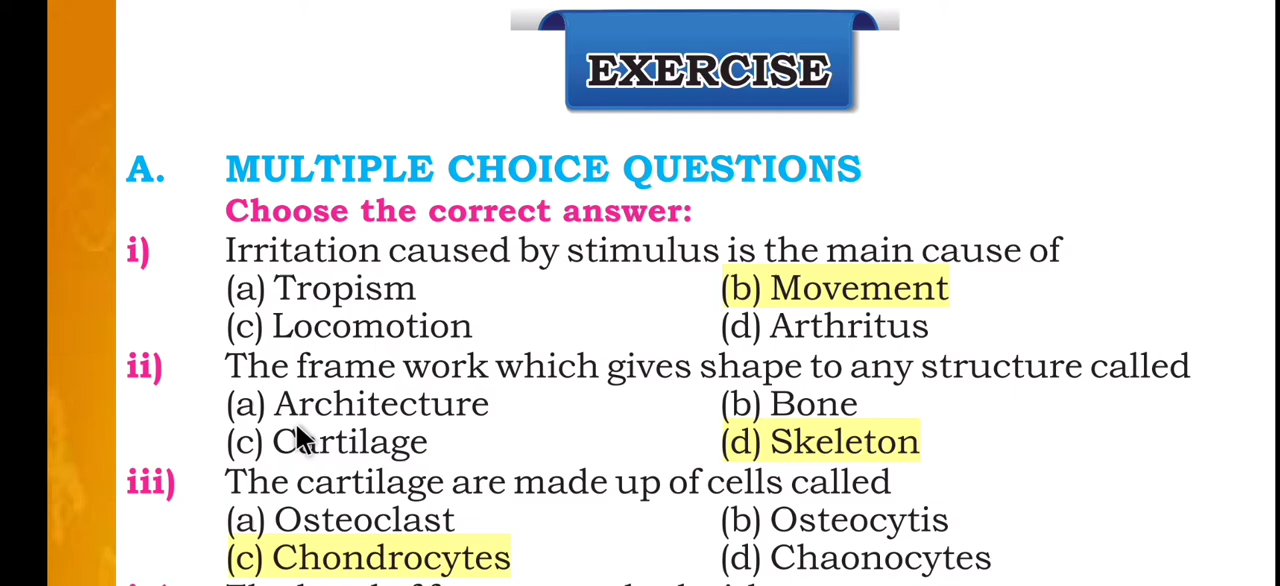 EXERCISE
A. MULTIPLE CHOICE QUESTIONS
Choose the correct answer:
i) Irritation caused by stimulus is the main cause of
(a) Tropism (b) Movement
(c) Locomotion (d) Arthritus
ii) The frame work which gives shape to any structure called
(a) Architecture (b) Bone
(c) Cartilage (d) Skeleton
iii) The cartilage are made up of cells called
(a) Osteoclast (b) Osteocytis
(c) Chondrocytes (d) Chaonocytes